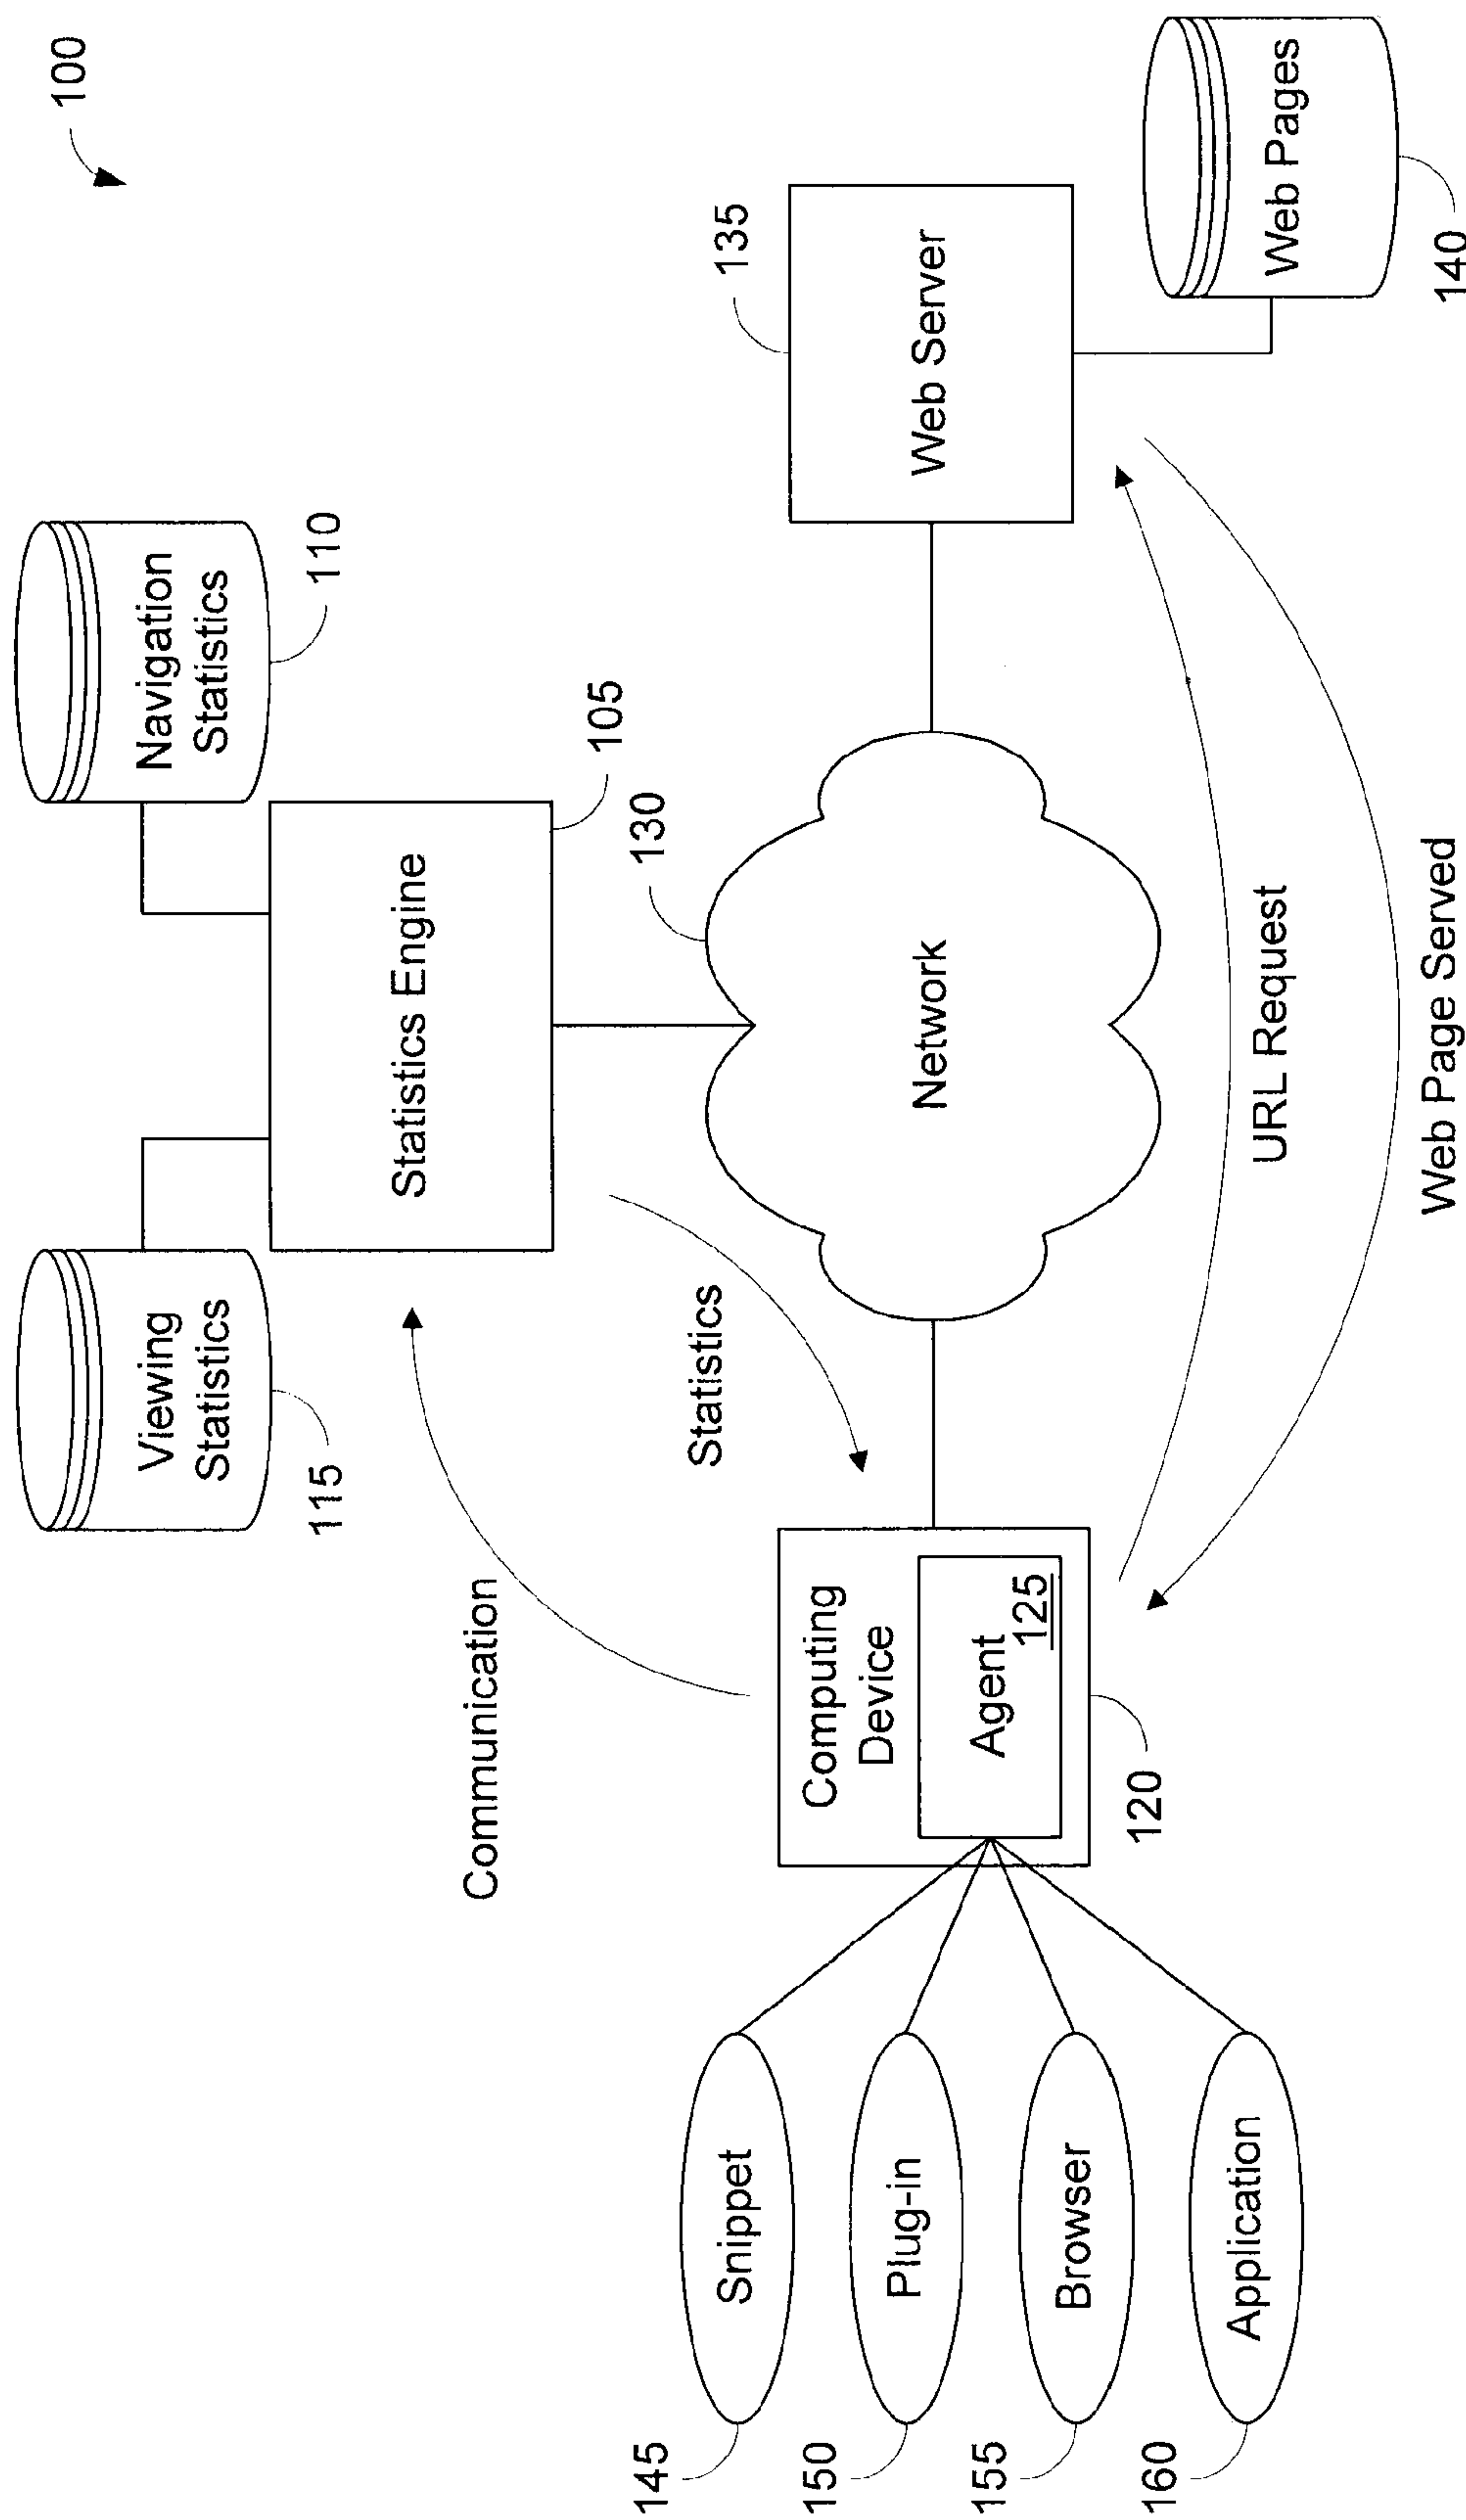 100
Viewing
Statistics
115
Navigation
Statistics
110
Statistics Engine
105
Communication
Statistics
130
Network
135
Web Server
Web Pages
140
Computing
Device
Agent
125
120
URL Request
Web Page Served
145
Snippet
150
Plug-in
155
Browser
160
Application